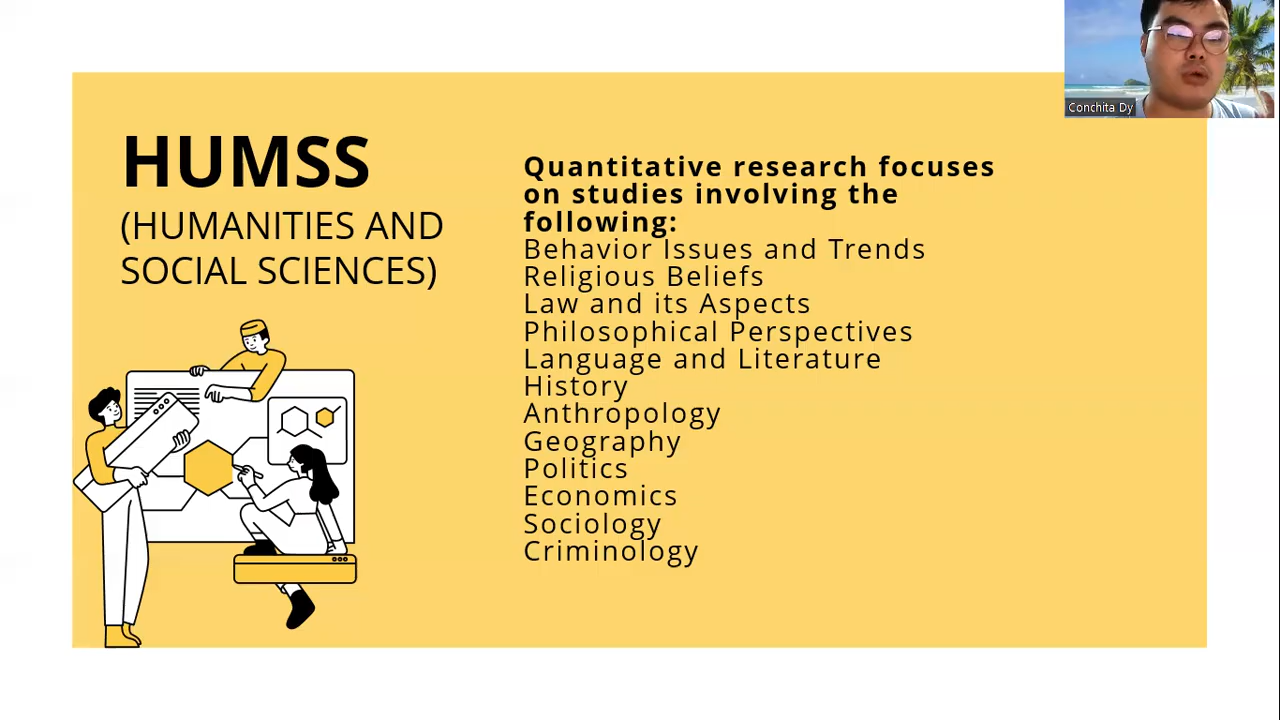 HUMSS
(HUMANITIES AND
SOCIAL SCIENCES)
Quantitative research focuses
on studies involving the
following:
Behavior Issues and Trends
Religious Beliefs
Law and its Aspects
Philosophical Perspectives
Language and Literature
History
Anthropology
Geography
Politics
Economics
Sociology
Criminology
Conchita Dy